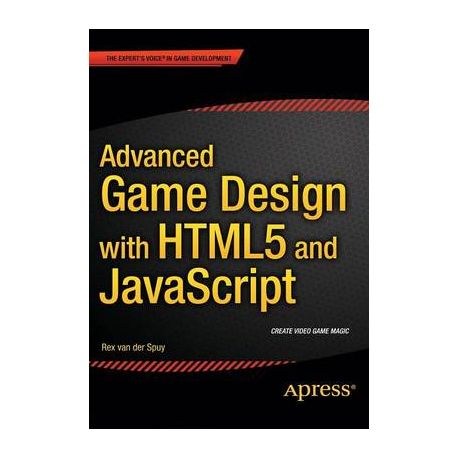 THE EXPERT'S VOICE® IN GAME DEVELOPMENT
Advanced
Game Design
with HTML5 and
JavaScript
CREATE VIDEO GAME MAGIC
Rex van der Spuy
Apress®